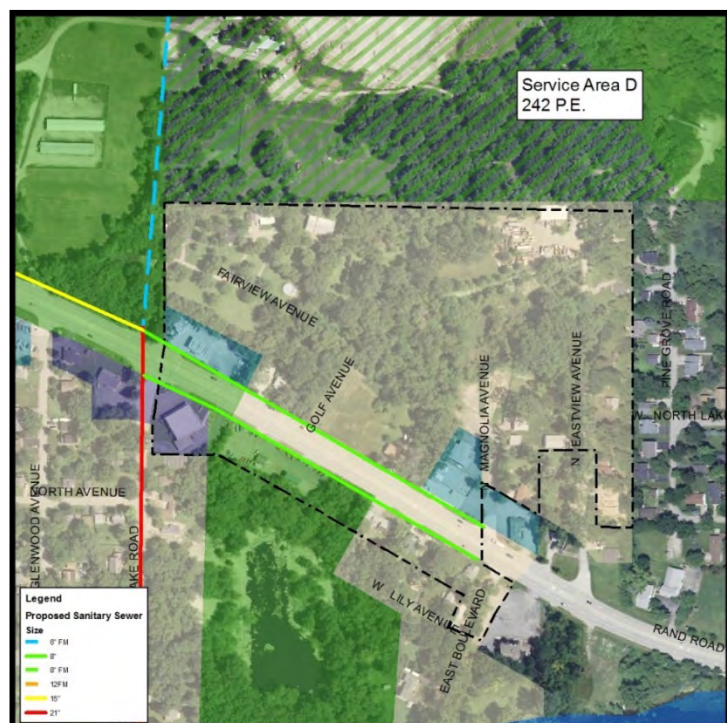 Service Area D
242 P.E.
FAIRVIEW AVENUE
GOLF AVENUE
MAGNOLIA AVENUE
N EASTVIEW AVENUE
PINE GROVE ROAD
W NORTH LAKE
GLENWOOD AVENUE
NORTH AVENUE
AKE ROAD
W LILY AVENUE
EAST BOULEVARD
RAND ROAD
Legend
Proposed Sanitary Sewer
Size
6" FM
8"
8" FM
12FM
15"
21"